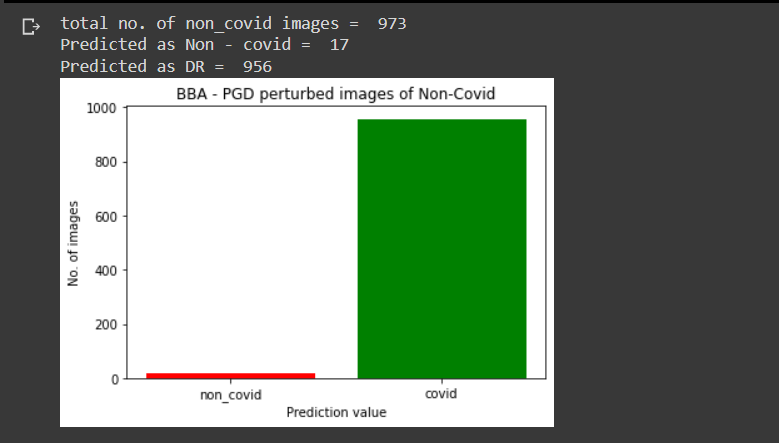 total no. of non_covid images =  973
Predicted as Non - covid =  17
Predicted as DR =  956
BBA - PGD perturbed images of Non-Covid
1000
800
600
400
200
0
No. of images
non_covid
covid
Prediction value